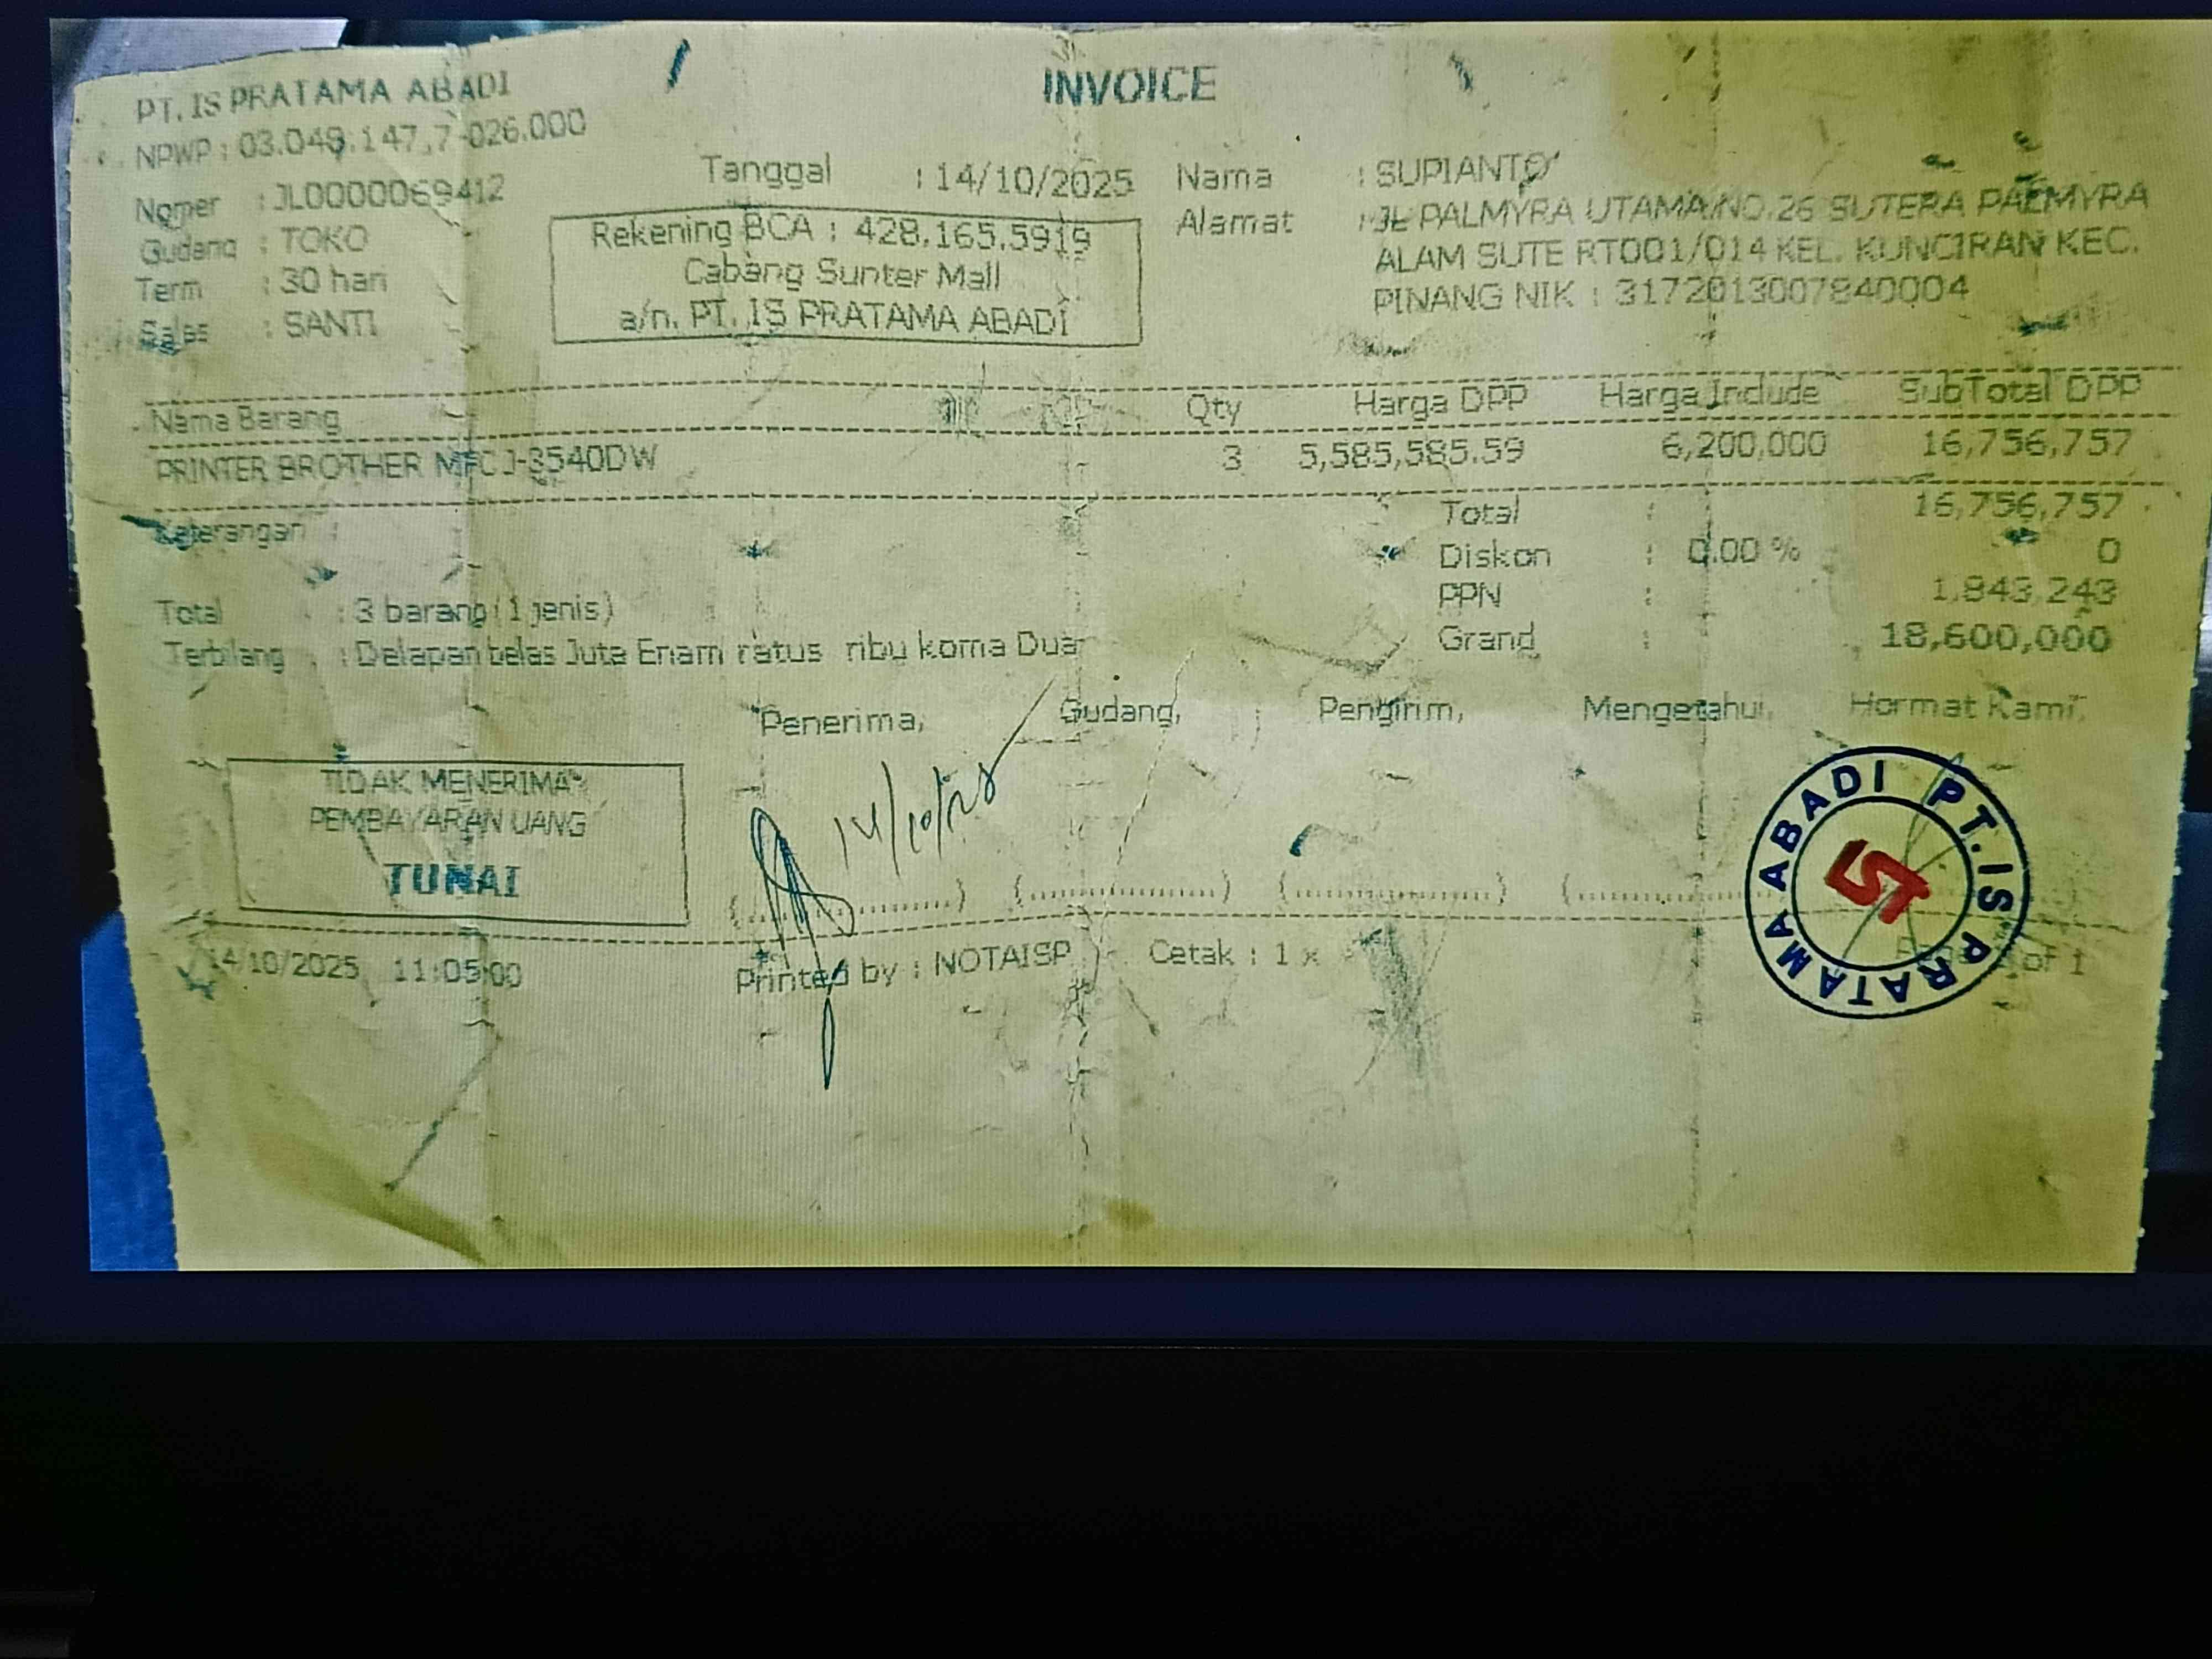 PT. IS PRATAMA ABADI
INVOICE
NPWP : 03.048.147.7-026.000
Nomer : JL0000069412
Gudang : TOKO
Term : 30 hari
Sales : SANTI
Tanggal : 14/10/2025
Rekening BCA : 428.165.5919
Cabang Sunter Mall
a/n. PT. IS PRATAMA ABADI
Nama : SUPIANTO
Alamat : JL PALMYRA UTAMA NO.26 SUTERA PALMYRA
ALAM SUTE RT001/014 KEL. KUNCIRAN KEC.
PINANG NIK : 3172013007840004
Nama Barang Qty Harga DPP Harga Include SubTotal DPP
PRINTER BROTHER MFC J-3540DW 3 5,585,585.59 6,200,000 16,756,757
Keterangan :
Total : 3 barang (1 jenis)
Terbilang : Delapan belas Juta Enam ratus ribu koma Dua
Total : 16,756,757
Diskon : 0.00 % 0
PPN : 1,843,243
Grand : 18,600,000
Penerima, Gudang, Pengirim, Mengetahui, Hormat Kami,
TIDAK MENERIMA
PEMBAYARAN UANG
TUNAI
14/10/25
PT. IS PRATAMA ABADI
14/10/2025 11:05:00 Printed by : NOTAISP Cetak : 1 x of 1